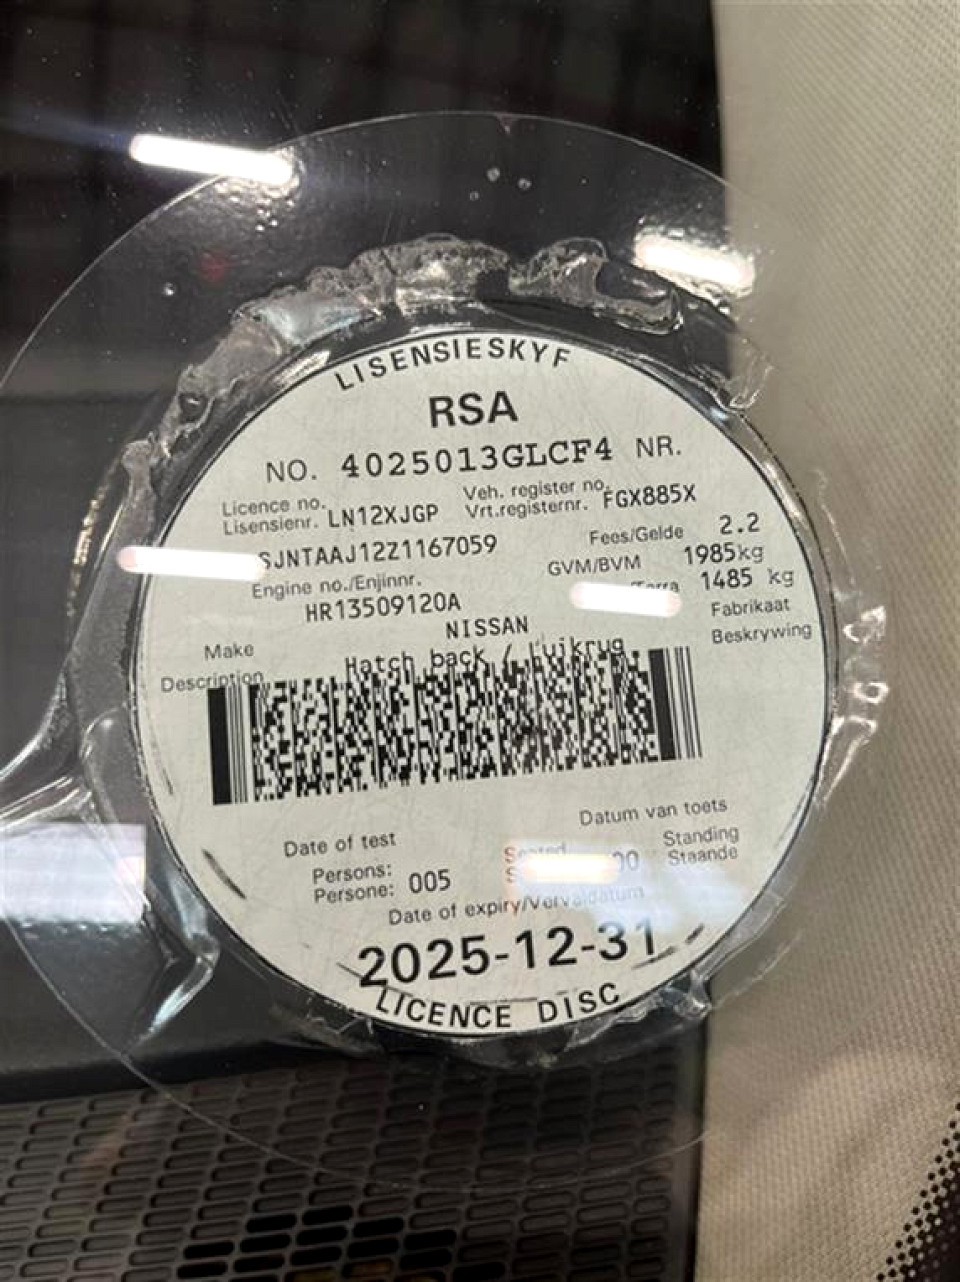 LISENSIESKYF
RSA
NO. 4025013GLCF4 NR.
Licence no. Veh. register no.
Lisensienr. LN12XJGP Vrt.registernr. FGX885X
SJNTAAJ12Z1167059 Fees/Gelde 2.2
Engine no./Enjinnr. GVM/BVM 1985kg
HR13509120A 1485 kg
NISSAN Fabrikaat
Make Beskrywing
Description Hatch back / Luikrug
Datum van toets
Date of test Standing
Persons: Staande
Persone: 005
Date of expiry/Vervaldatum
2025-12-31
LICENCE DISC